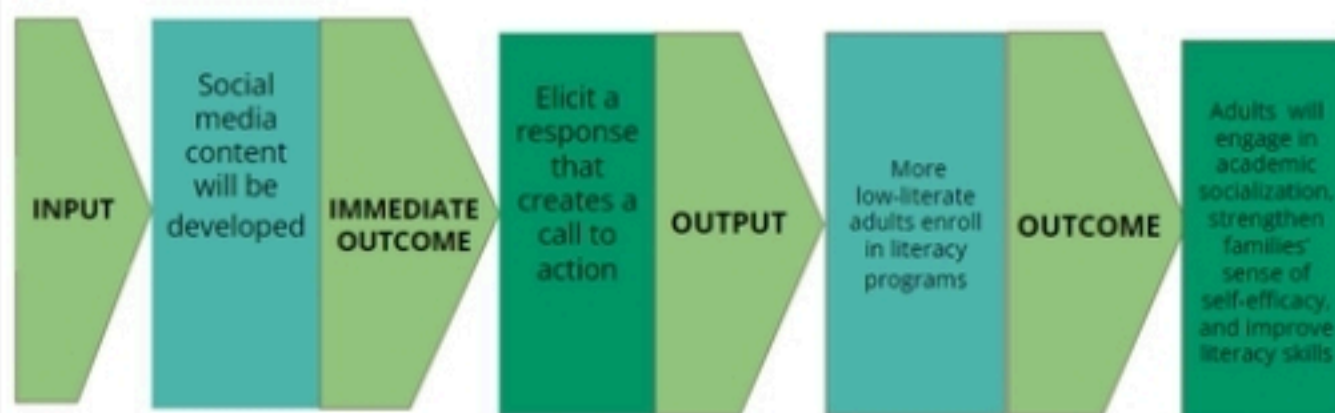 INPUT
Social
media
content
will be
developed
IMMEDIATE
OUTCOME
Elicit a
response
that
creates a
call to
action
OUTPUT
More
low-literate
adults enroll
in literacy
programs
OUTCOME
Adults will
engage in
academic
socialization,
strengthen
families'
sense of
self-efficacy,
and improve
literacy skills